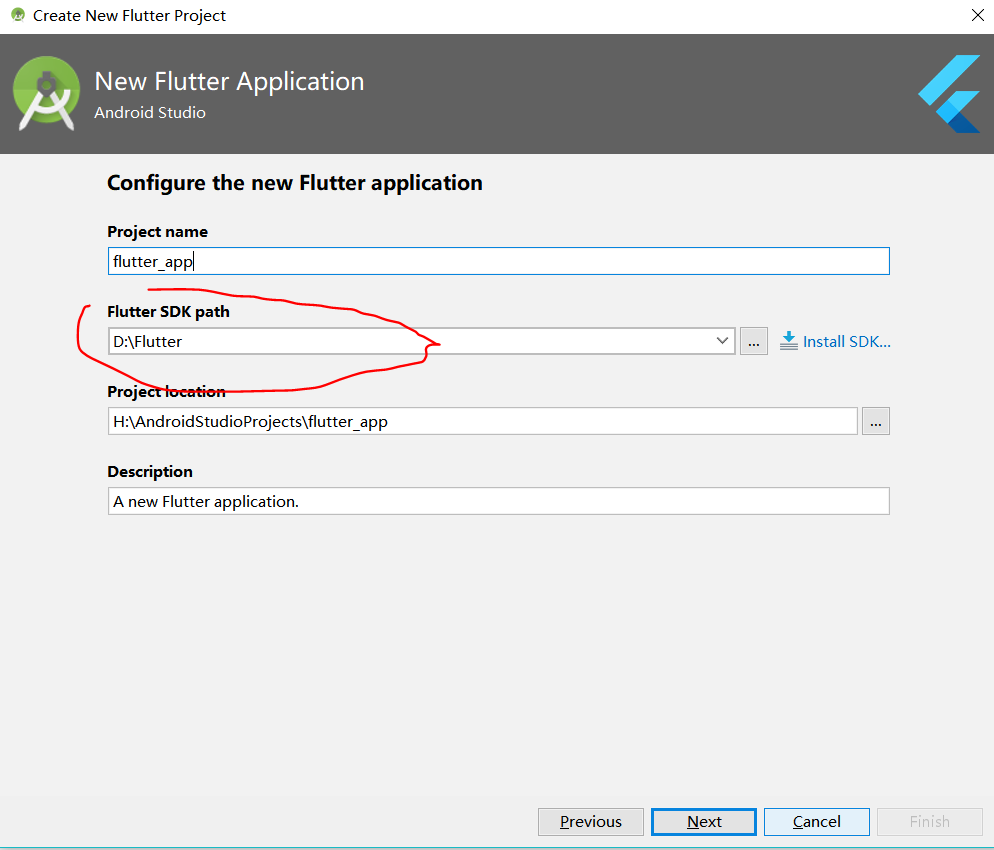 Create New Flutter Project
New Flutter Application
Android Studio
Configure the new Flutter application
Project name
flutter_app
Flutter SDK path
D:\Flutter
... Install SDK...
Project location
H:\AndroidStudioProjects\flutter_app
...
Description
A new Flutter application.
Previous Next Cancel Finish